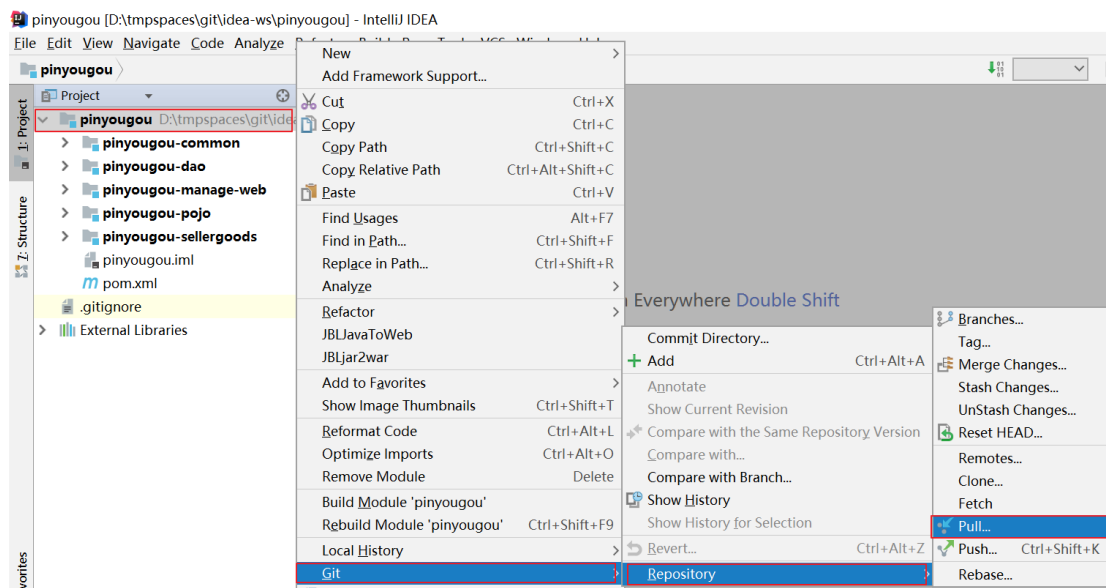 pinyougou [D:\tmpspaces\git\idea-ws\pinyougou] - IntelliJ IDEA
File Edit View Navigate Code Analyze
pinyougou
Project
1: Project
Z: Structure
pinyougou D:\tmpspaces\git\ide
pinyougou-common
pinyougou-dao
pinyougou-manage-web
pinyougou-pojo
pinyougou-sellergoods
pinyougou.iml
pom.xml
.gitignore
External Libraries
New
Add Framework Support...
Cut Ctrl+X
Copy Ctrl+C
Copy Path Ctrl+Shift+C
Copy Relative Path Ctrl+Alt+Shift+C
Paste Ctrl+V
Find Usages Alt+F7
Find in Path... Ctrl+Shift+F
Replace in Path... Ctrl+Shift+R
Analyze
Refactor
JBLJavaToWeb
JBLjar2war
Add to Favorites
Show Image Thumbnails Ctrl+Shift+T
Reformat Code Ctrl+Alt+L
Optimize Imports Ctrl+Alt+O
Remove Module Delete
Build Module 'pinyougou'
Rebuild Module 'pinyougou' Ctrl+Shift+F9
Local History
Git
Everywhere Double Shift
Commit Directory...
Add Ctrl+Alt+A
Annotate
Show Current Revision
Compare with the Same Repository Version
Compare with...
Compare with Branch...
Show History
Show History for Selection
Revert... Ctrl+Alt+Z
Repository
Branches...
Tag...
Merge Changes...
Stash Changes...
UnStash Changes...
Reset HEAD...
Remotes...
Clone...
Fetch
Pull...
Push... Ctrl+Shift+K
Rebase...